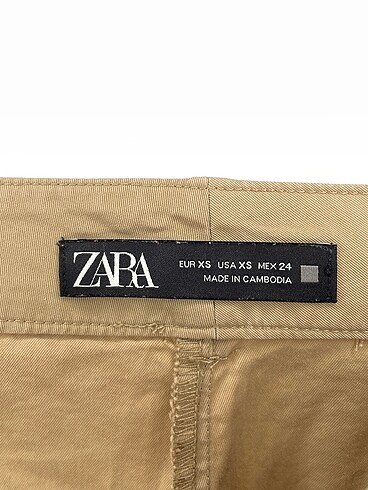 ZARA
EUR XS USA XS MEX 24
MADE IN CAMBODIA